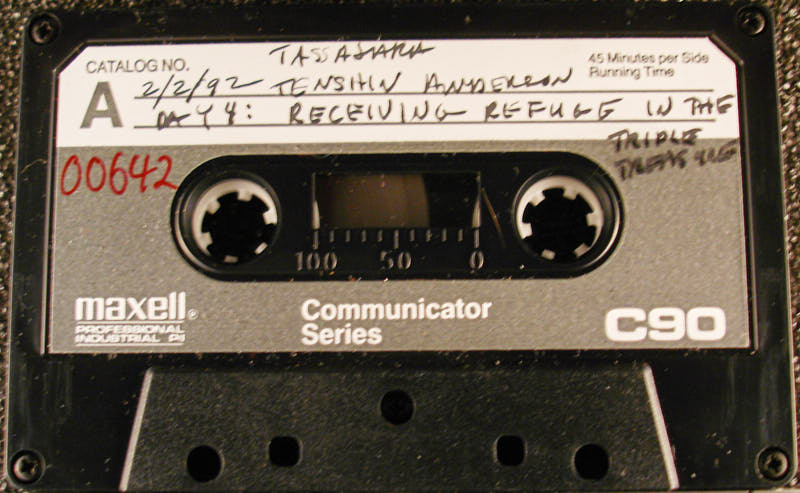 TASSAJARA
CATALOG NO.
45 Minutes per Side
Running Time
A
2/2/92 TENSHIN ANDERSON
DAY 4: RECEIVING REFUGE IN THE
TRIPLE
TREASURE
00642
100 50 0
maxell®
PROFESSIONAL
INDUSTRIAL P/I
Communicator
Series
C90